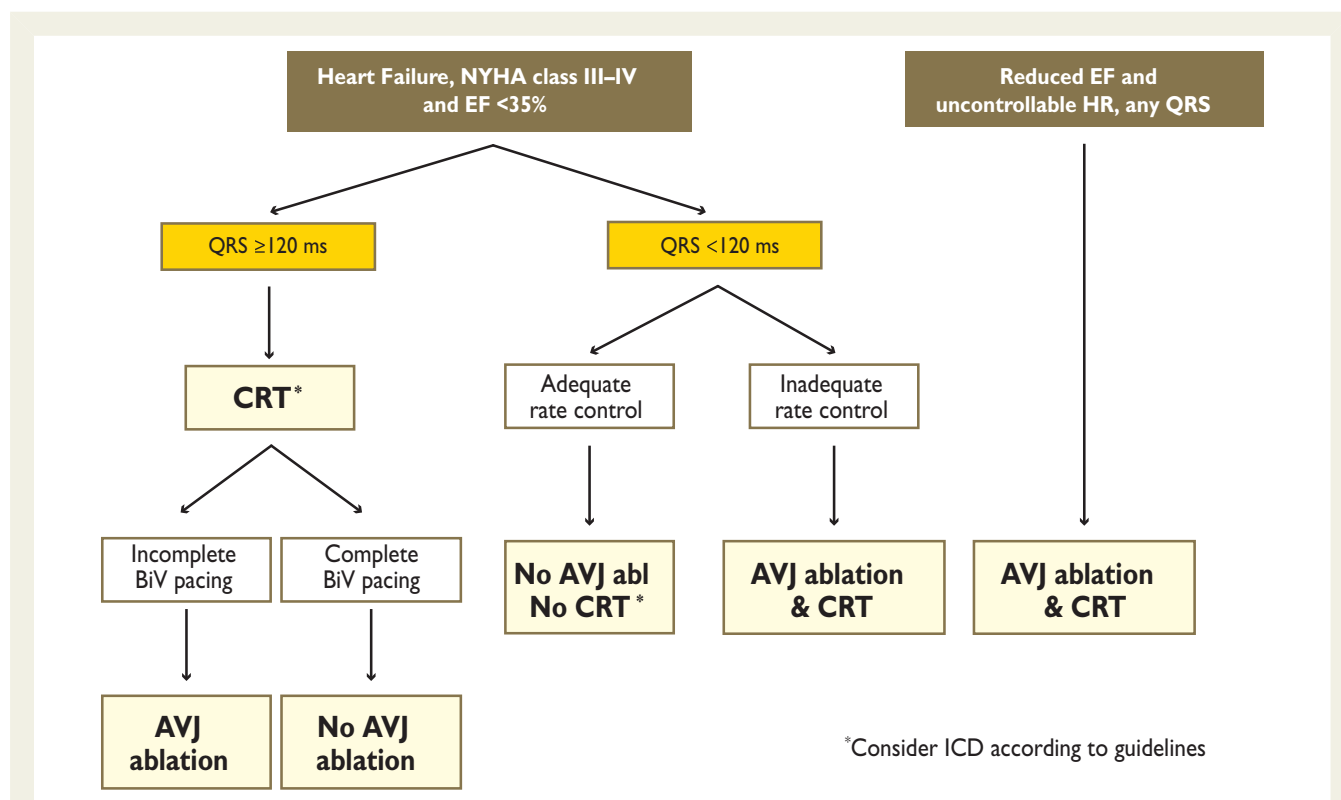 Heart Failure, NYHA class III–IV
and EF <35%
Reduced EF and
uncontrollable HR, any QRS
QRS ≥120 ms
QRS <120 ms
CRT*
Adequate
rate control
Inadequate
rate control
Incomplete
BiV pacing
Complete
BiV pacing
No AVJ abl
No CRT*
AVJ ablation
& CRT
AVJ ablation
& CRT
AVJ
ablation
No AVJ
ablation
*Consider ICD according to guidelines